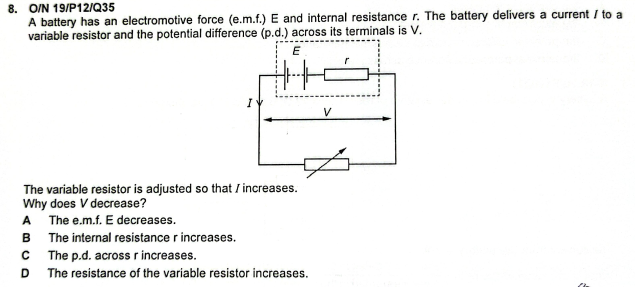 8. O/N 19/P12/Q35
A battery has an electromotive force (e.m.f.) E and internal resistance r. The battery delivers a current I to a
variable resistor and the potential difference (p.d.) across its terminals is V.
E
r
I
V
The variable resistor is adjusted so that I increases.
Why does V decrease?
A The e.m.f. E decreases.
B The internal resistance r increases.
C The p.d. across r increases.
D The resistance of the variable resistor increases.